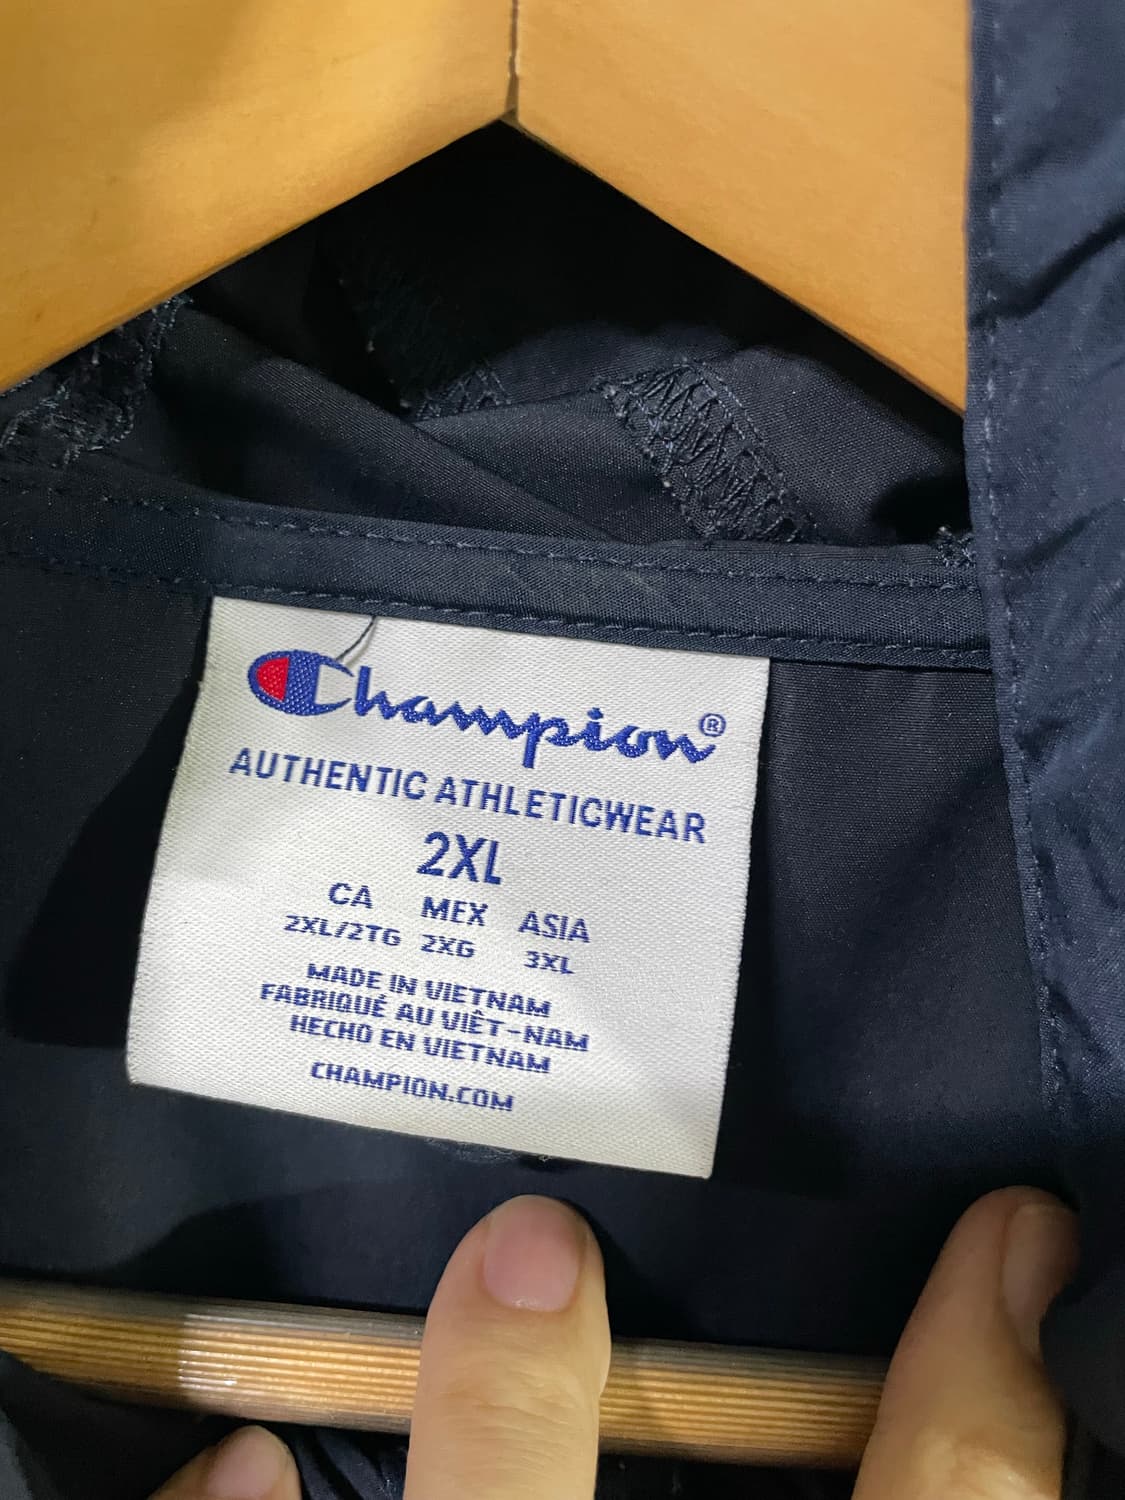 Champion®
AUTHENTIC ATHLETICWEAR
2XL
CA MEX ASIA
2XL/2TG 2XG 3XL
MADE IN VIETNAM
FABRIQUÉ AU VIÊT-NAM
HECHO EN VIETNAM
CHAMPION.COM